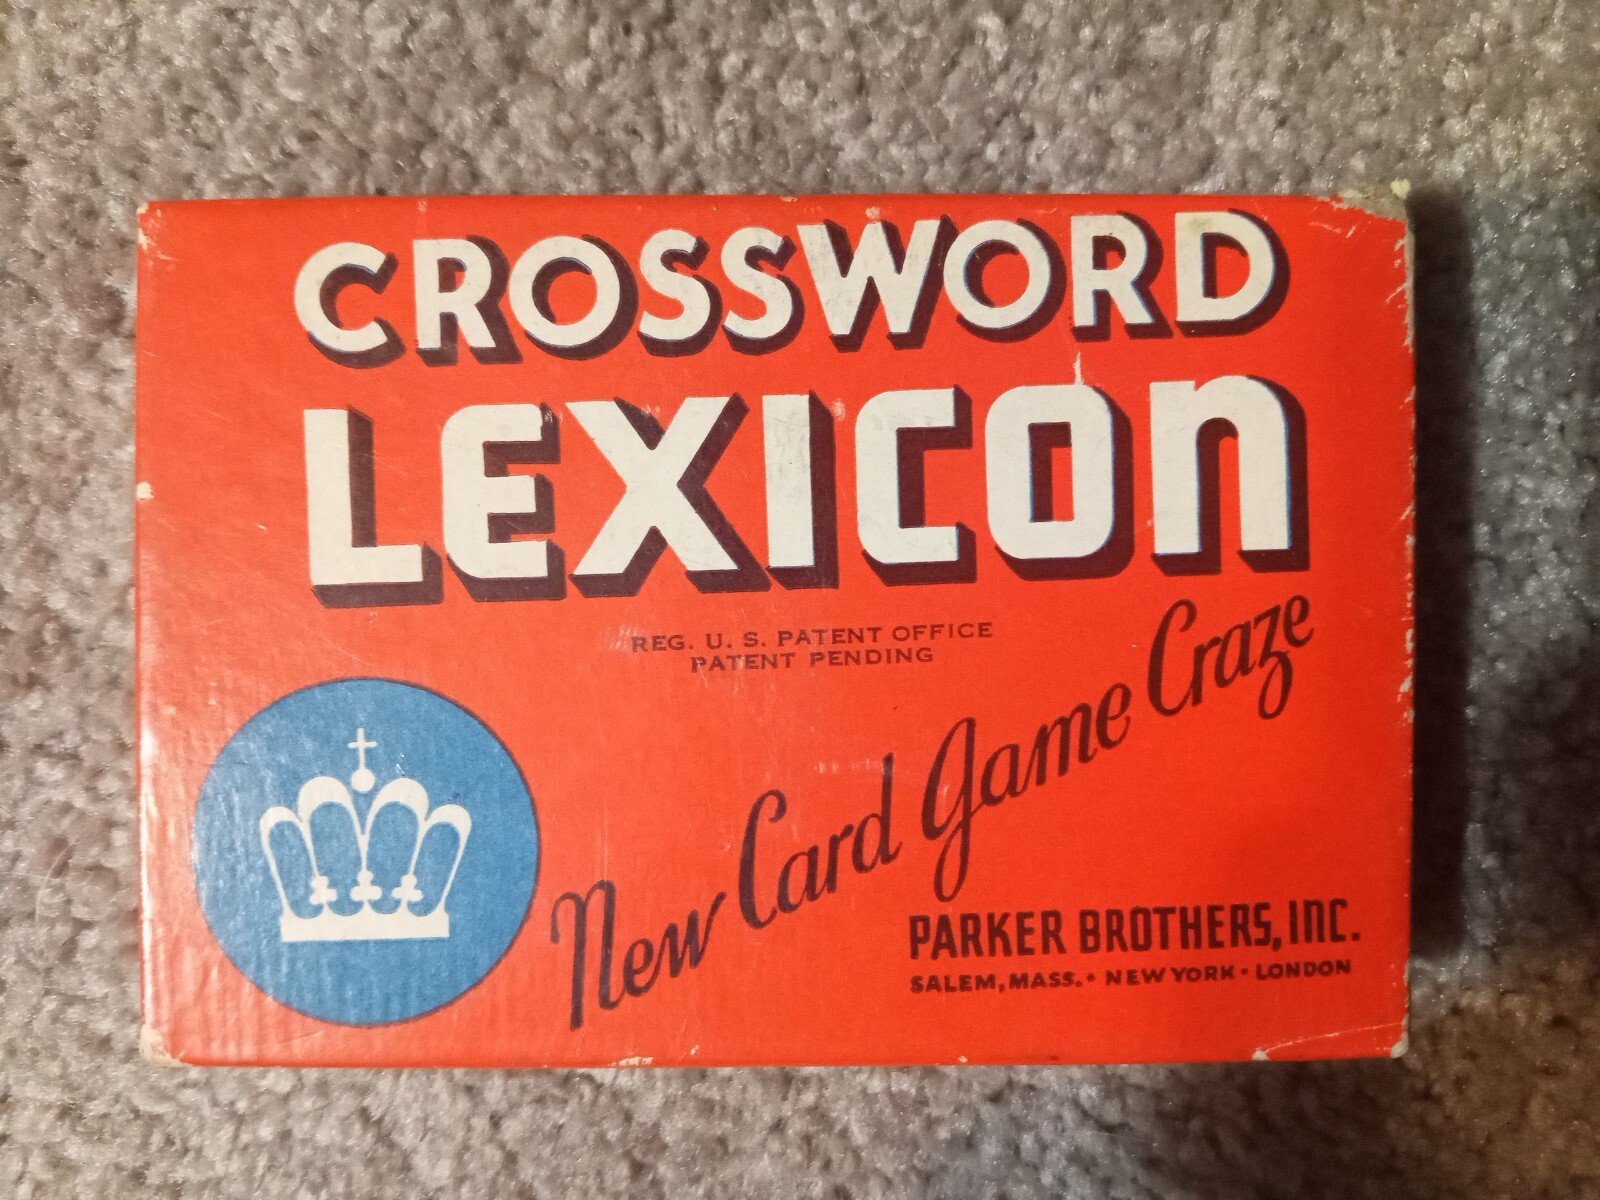 CROSSWORD
LEXICON
REG. U. S. PATENT OFFICE
PATENT PENDING
New Card Game Craze
PARKER BROTHERS, INC.
SALEM, MASS. • NEW YORK • LONDON